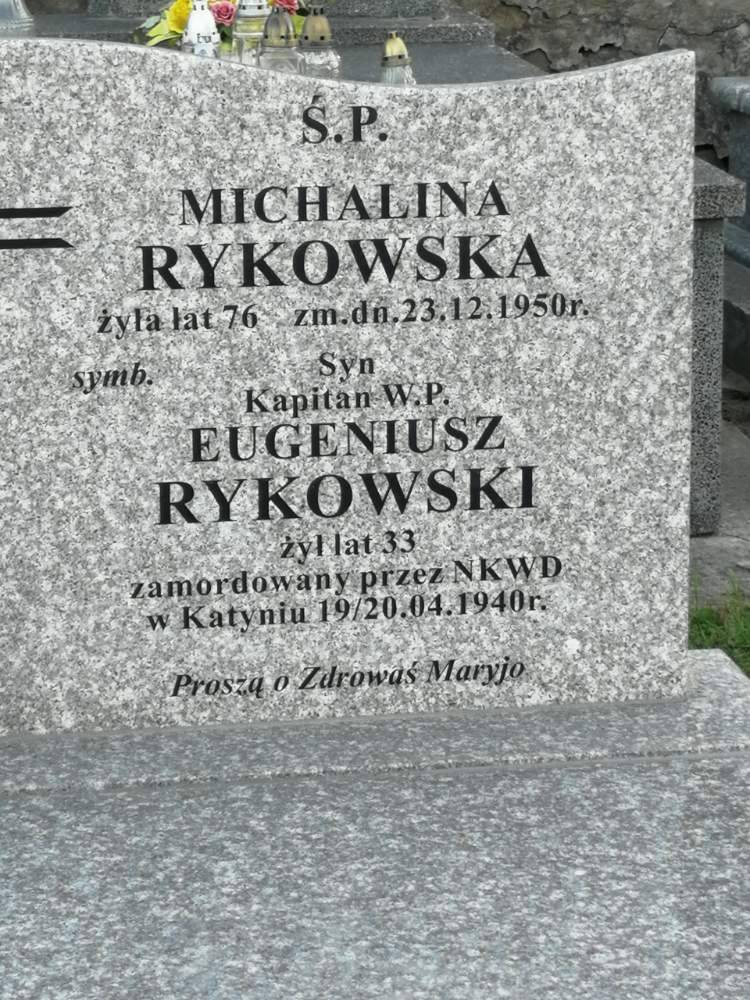 Ś.P.
MICHALINA
RYKOWSKA
żyła lat 76 zm.dn.23.12.1950r.
Syn
symb.
Kapitan W.P.
EUGENIUSZ
RYKOWSKI
żył lat 33
zamordowany przez NKWD
w Katyniu 19/20.04.1940r.
Proszą o Zdrowaś Maryjo